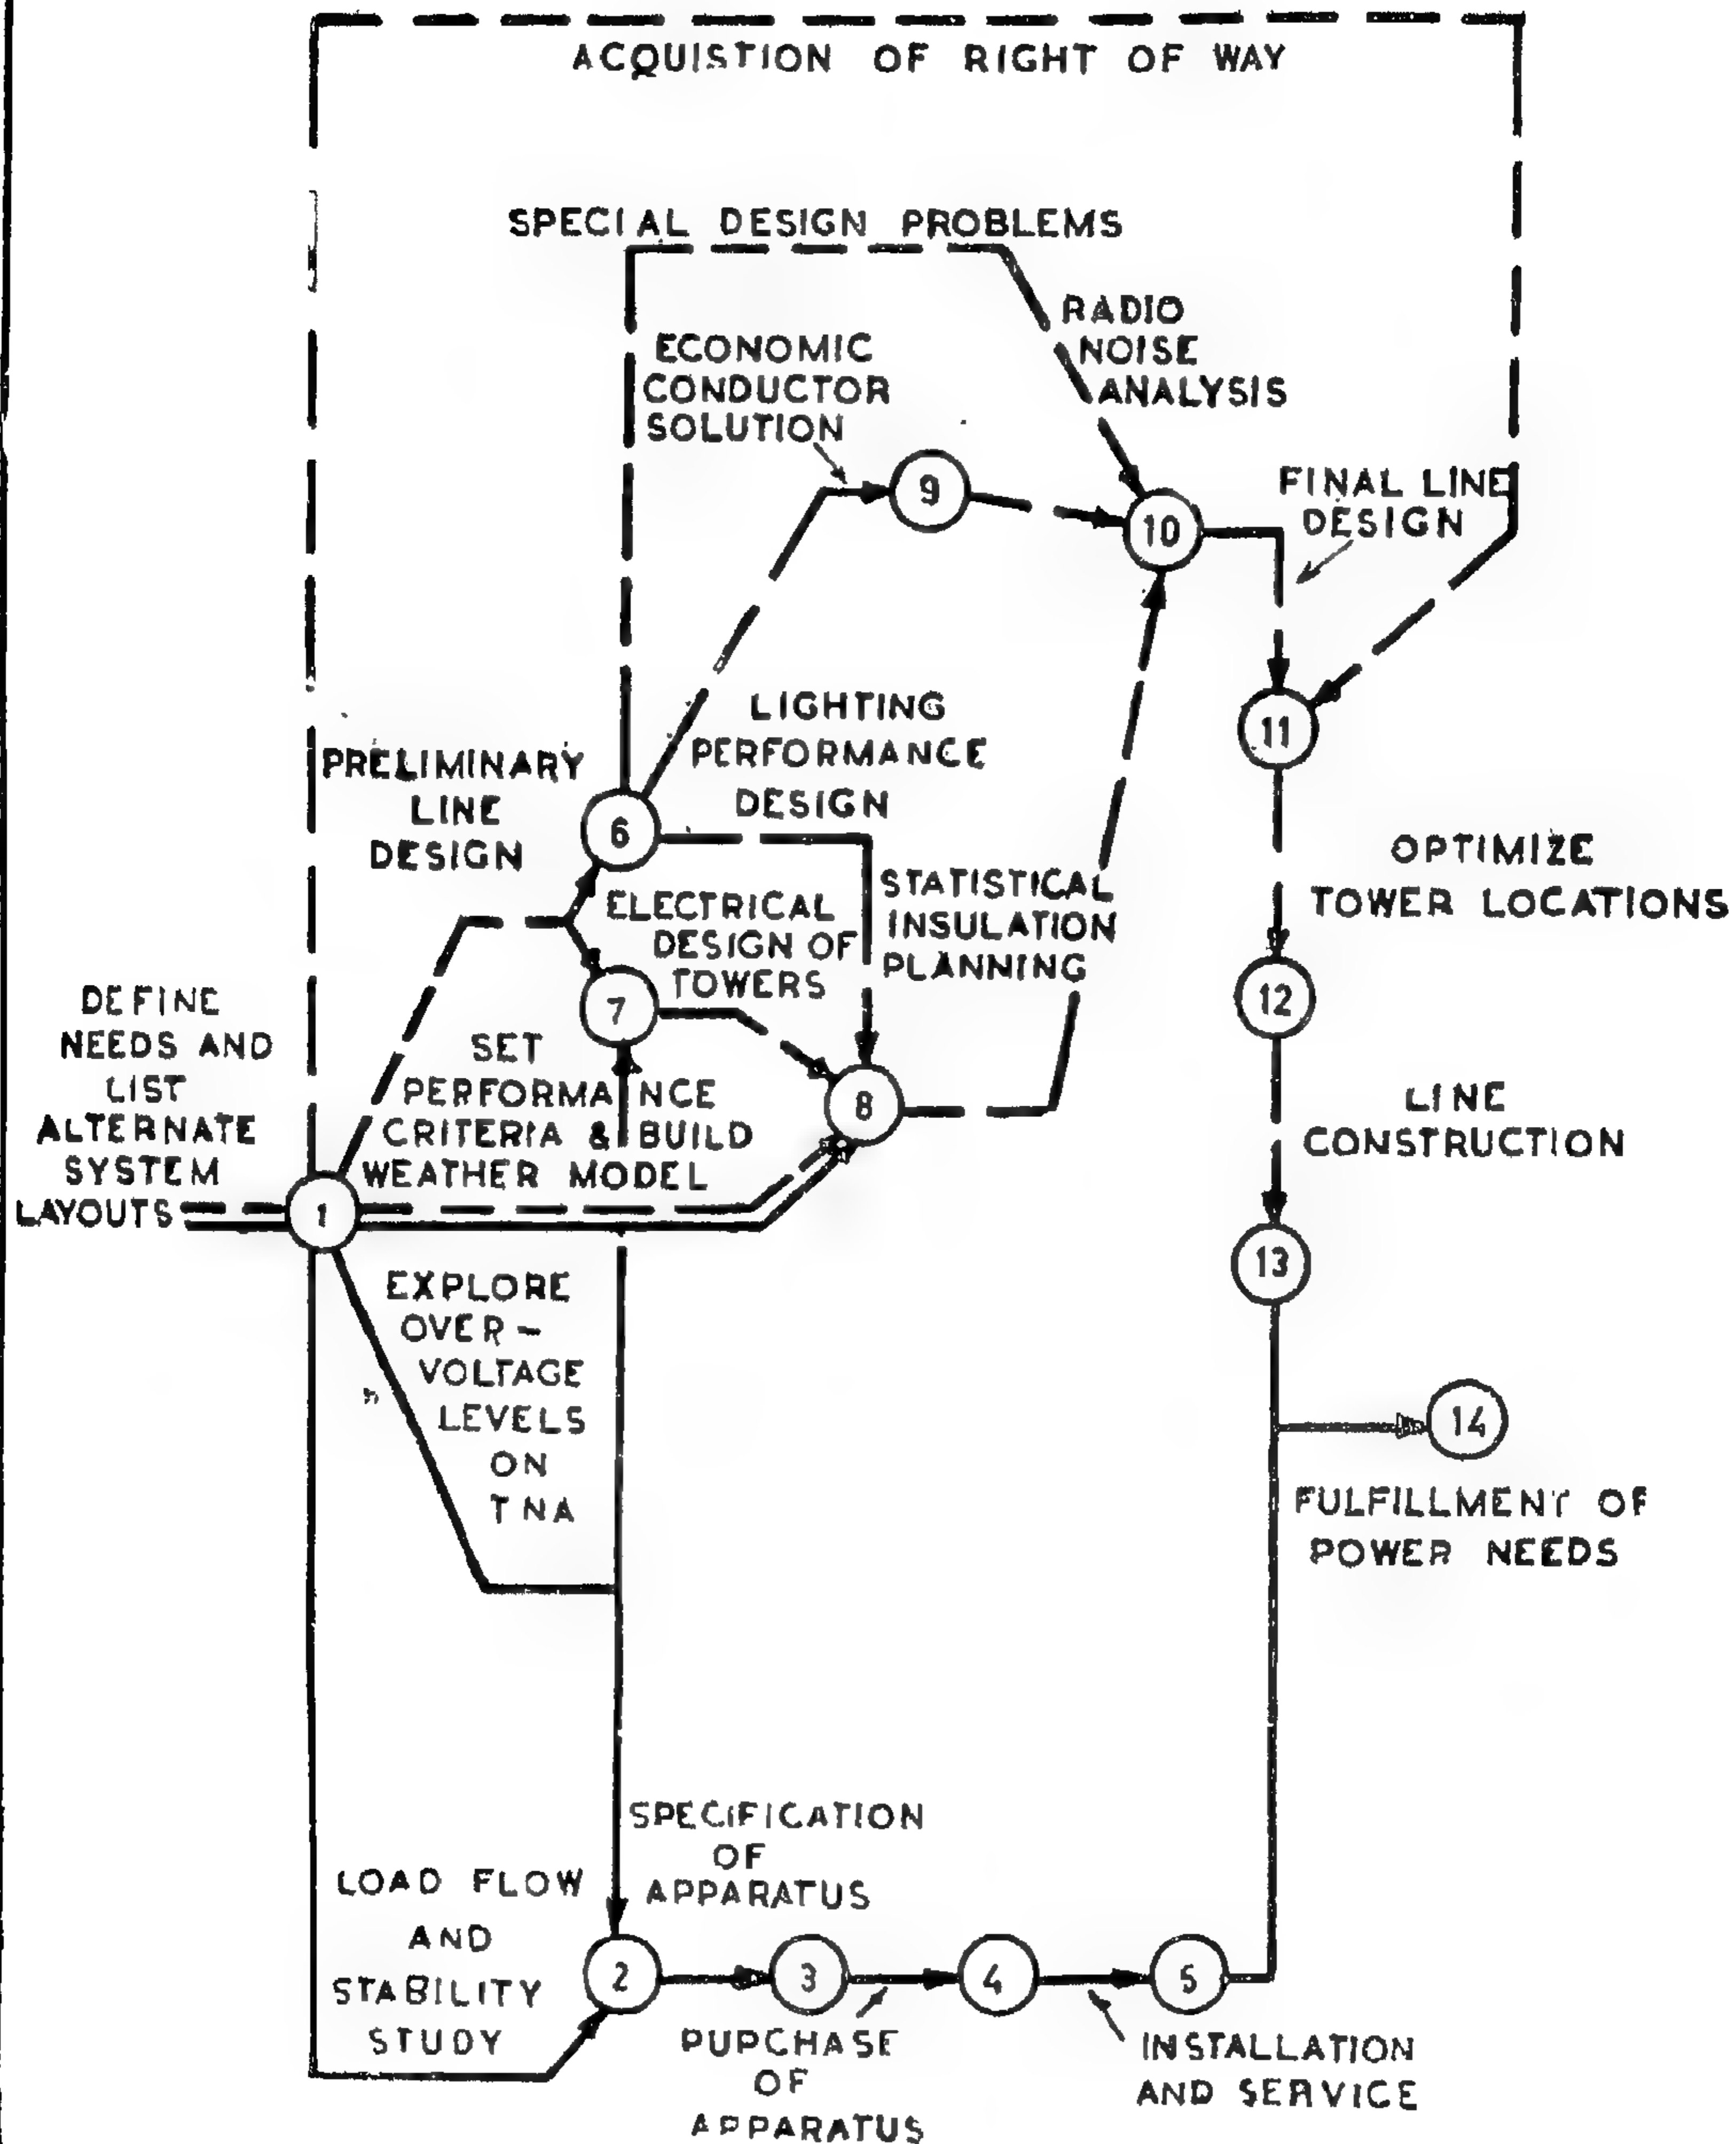 ACQUISTION OF RIGHT OF WAY
SPECIAL DESIGN PROBLEMS
RADIO
NOISE
ANALYSIS
ECONOMIC
CONDUCTOR
SOLUTION
9
10
FINAL LINE
DESIGN
11
LIGHTING
PERFORMANCE
DESIGN
PRELIMINARY
LINE
DESIGN
6
OPTIMIZE
TOWER LOCATIONS
STATISTICAL
INSULATION
PLANNING
ELECTRICAL
DESIGN OF
TOWERS
7
12
DEFINE
NEEDS AND
LIST
ALTERNATE
SYSTEM
LAYOUTS
SET
PERFORMANCE
CRITERIA & BUILD
WEATHER MODEL
8
LINE
CONSTRUCTION
1
13
EXPLORE
OVER-
VOLTAGE
LEVELS
ON
TNA
14
FULFILLMENT OF
POWER NEEDS
SPECIFICATION
OF
APPARATUS
LOAD FLOW
AND
STABILITY
STUDY
2
3
4
5
PUPCHASE
OF
APPARATUS
INSTALLATION
AND SERVICE